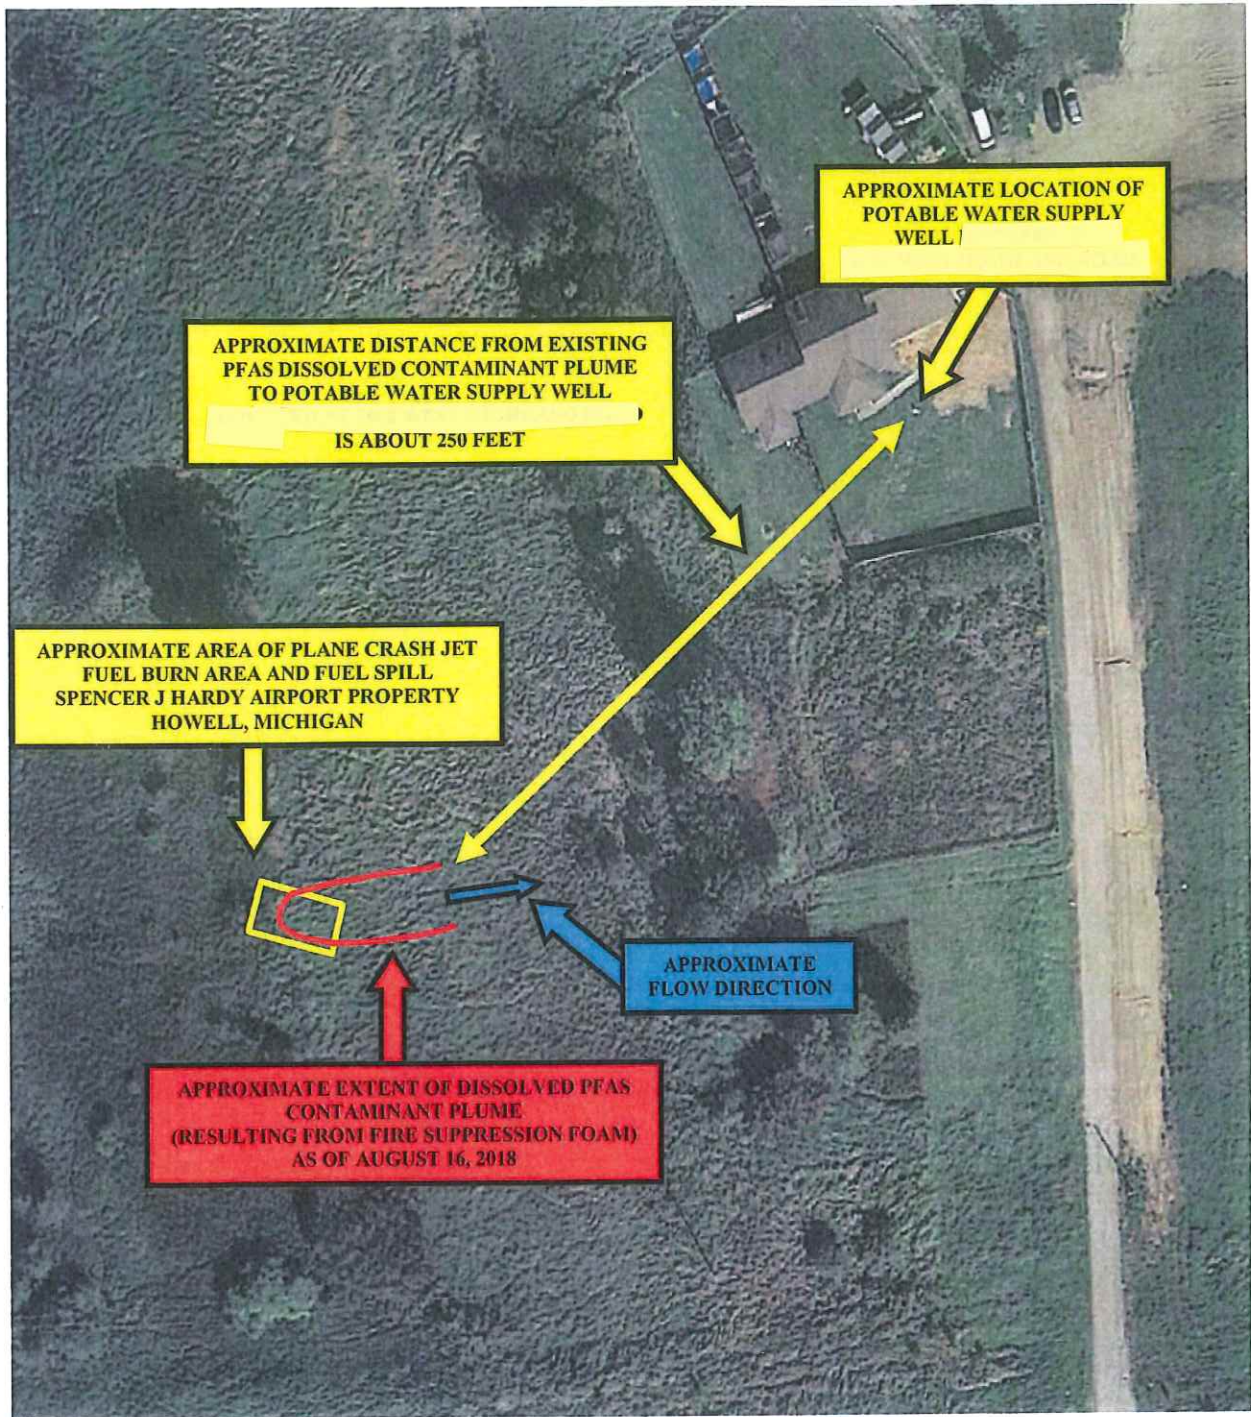 APPROXIMATE LOCATION OF
POTABLE WATER SUPPLY
WELL
APPROXIMATE DISTANCE FROM EXISTING
PFAS DISSOLVED CONTAMINANT PLUME
TO POTABLE WATER SUPPLY WELL
IS ABOUT 250 FEET
APPROXIMATE AREA OF PLANE CRASH JET
FUEL BURN AREA AND FUEL SPILL
SPENCER J HARDY AIRPORT PROPERTY
HOWELL, MICHIGAN
APPROXIMATE
FLOW DIRECTION
APPROXIMATE EXTENT OF DISSOLVED PFAS
CONTAMINANT PLUME
(RESULTING FROM FIRE SUPPRESSION FOAM)
AS OF AUGUST 16, 2018